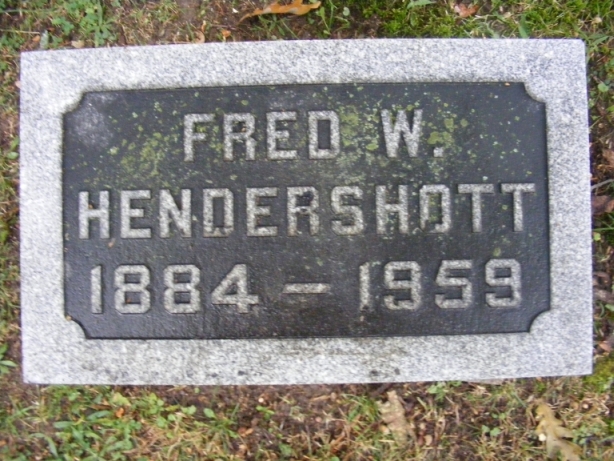 FRED W.
HENDERSHOTT
1884 – 1959